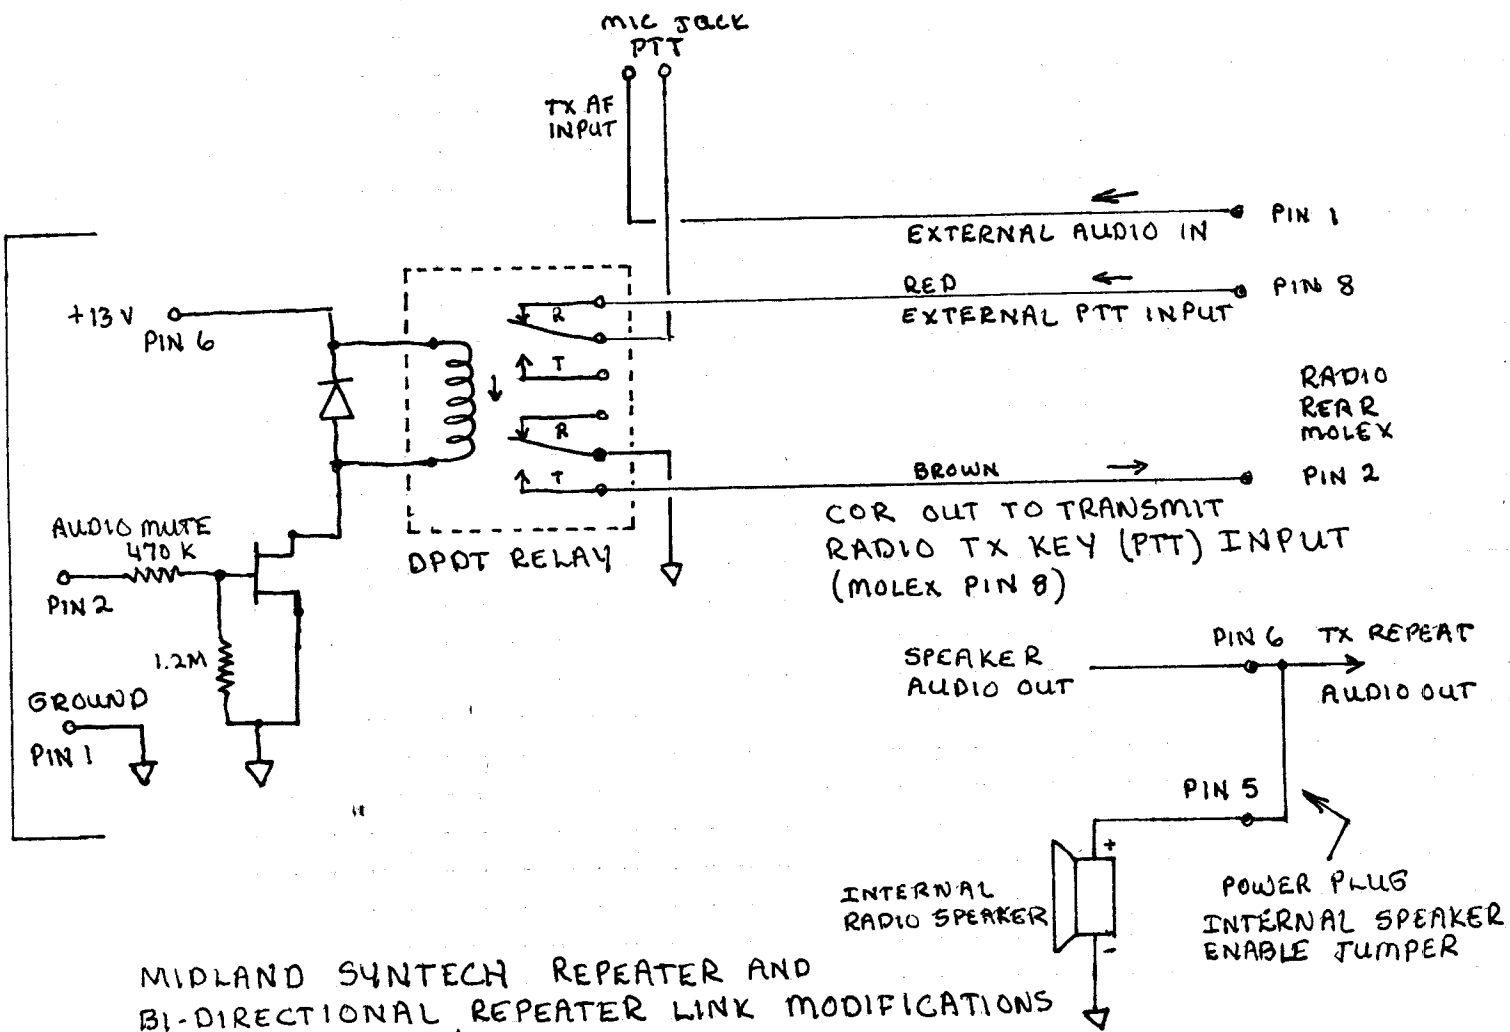 MIC JACK
PTT
TX AF
INPUT
PIN 1
EXTERNAL AUDIO IN
RED
PIN 8
EXTERNAL PTT INPUT
+13 V
PIN 6
R
T
R
T
RADIO
REAR
MOLEX
BROWN
PIN 2
COR OUT TO TRANSMIT
RADIO TX KEY (PTT) INPUT
(MOLEX PIN 8)
DPDT RELAY
AUDIO MUTE
470 K
PIN 2
1.2M
GROUND
PIN 1
SPEAKER
AUDIO OUT
PIN 6
TX REPEAT
AUDIO OUT
PIN 5
+
-
INTERNAL
RADIO SPEAKER
POWER PLUG
INTERNAL SPEAKER
ENABLE JUMPER
MIDLAND SYNTECH REPEATER AND
BI-DIRECTIONAL REPEATER LINK MODIFICATIONS